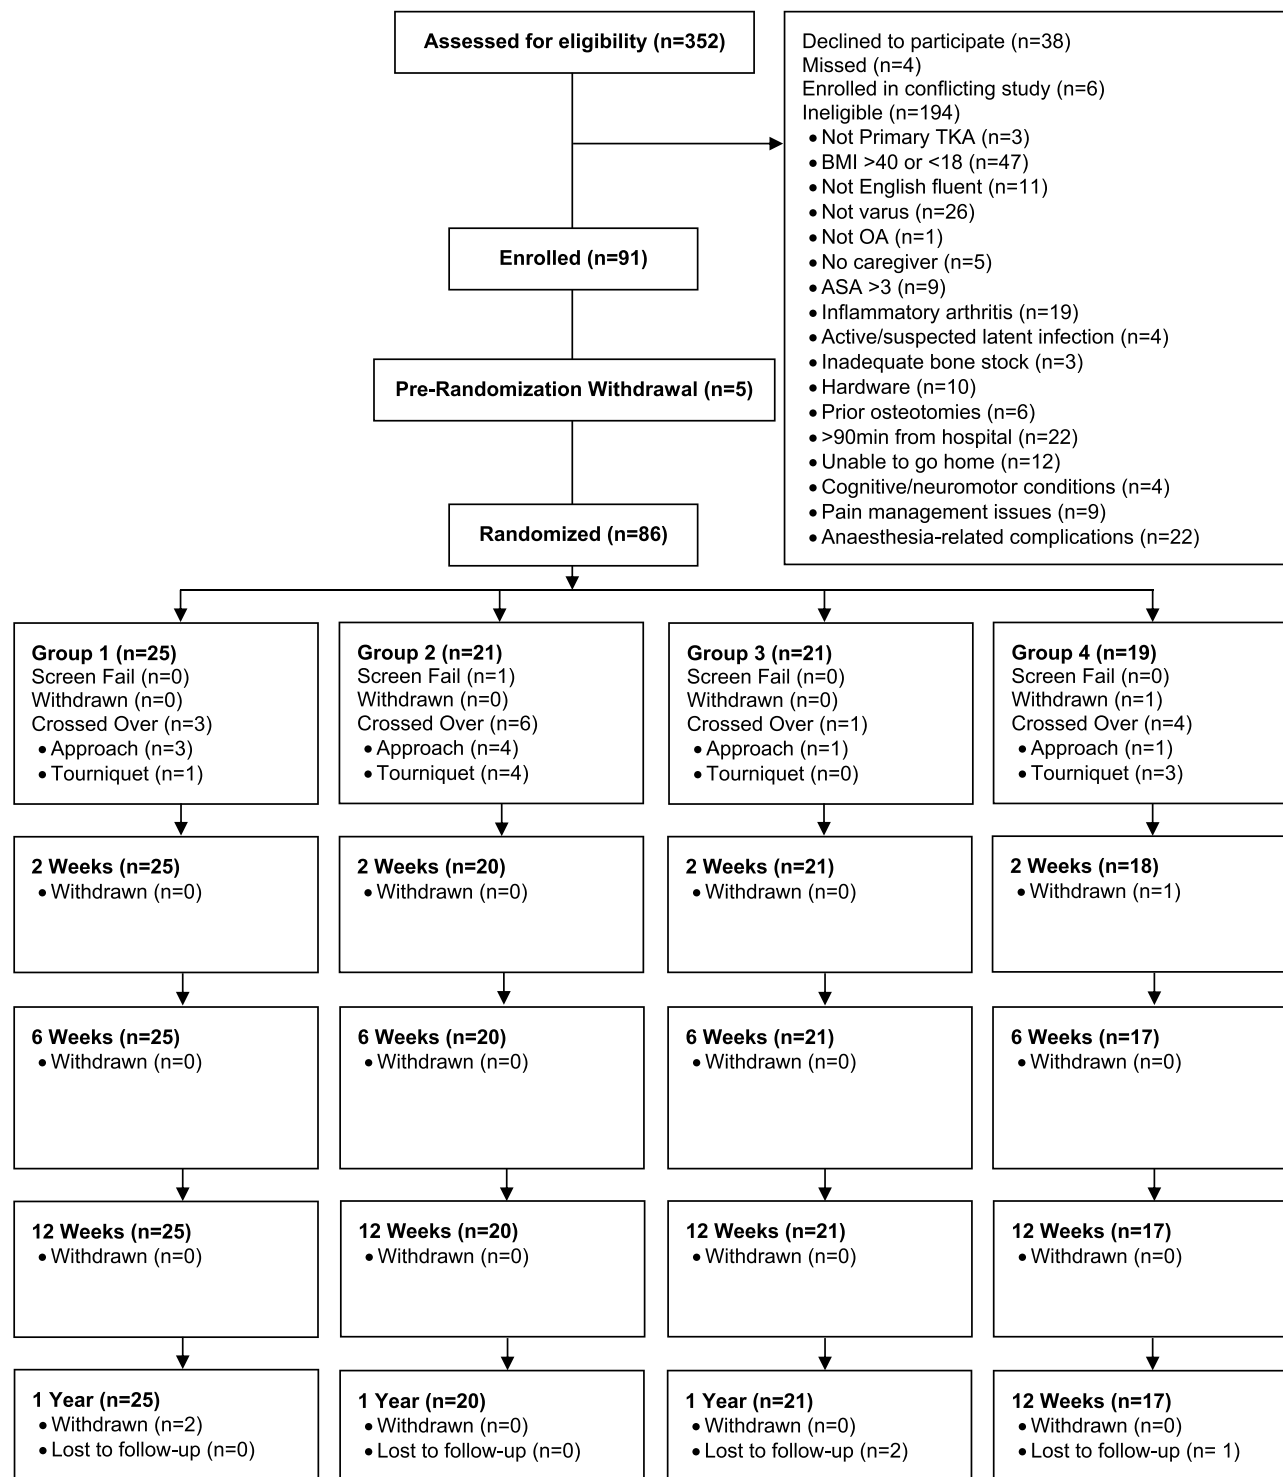 Assessed for eligibility (n=352)
Declined to participate (n=38)
Missed (n=4)
Enrolled in conflicting study (n=6)
Ineligible (n=194)
• Not Primary TKA (n=3)
• BMI >40 or <18 (n=47)
• Not English fluent (n=11)
• Not varus (n=26)
• Not OA (n=1)
• No caregiver (n=5)
• ASA >3 (n=9)
• Inflammatory arthritis (n=19)
• Active/suspected latent infection (n=4)
• Inadequate bone stock (n=3)
• Hardware (n=10)
• Prior osteotomies (n=6)
• >90min from hospital (n=22)
• Unable to go home (n=12)
• Cognitive/neuromotor conditions (n=4)
• Pain management issues (n=9)
• Anaesthesia-related complications (n=22)
Enrolled (n=91)
Pre-Randomization Withdrawal (n=5)
Randomized (n=86)
Group 1 (n=25)
Screen Fail (n=0)
Withdrawn (n=0)
Crossed Over (n=3)
• Approach (n=3)
• Tourniquet (n=1)
Group 2 (n=21)
Screen Fail (n=1)
Withdrawn (n=0)
Crossed Over (n=6)
• Approach (n=4)
• Tourniquet (n=4)
Group 3 (n=21)
Screen Fail (n=0)
Withdrawn (n=0)
Crossed Over (n=1)
• Approach (n=1)
• Tourniquet (n=0)
Group 4 (n=19)
Screen Fail (n=0)
Withdrawn (n=1)
Crossed Over (n=4)
• Approach (n=1)
• Tourniquet (n=3)
2 Weeks (n=25)
• Withdrawn (n=0)
2 Weeks (n=20)
• Withdrawn (n=0)
2 Weeks (n=21)
• Withdrawn (n=0)
2 Weeks (n=18)
• Withdrawn (n=1)
6 Weeks (n=25)
• Withdrawn (n=0)
6 Weeks (n=20)
• Withdrawn (n=0)
6 Weeks (n=21)
• Withdrawn (n=0)
6 Weeks (n=17)
• Withdrawn (n=0)
12 Weeks (n=25)
• Withdrawn (n=0)
12 Weeks (n=20)
• Withdrawn (n=0)
12 Weeks (n=21)
• Withdrawn (n=0)
12 Weeks (n=17)
• Withdrawn (n=0)
1 Year (n=25)
• Withdrawn (n=2)
• Lost to follow-up (n=0)
1 Year (n=20)
• Withdrawn (n=0)
• Lost to follow-up (n=0)
1 Year (n=21)
• Withdrawn (n=0)
• Lost to follow-up (n=2)
12 Weeks (n=17)
• Withdrawn (n=0)
• Lost to follow-up (n= 1)